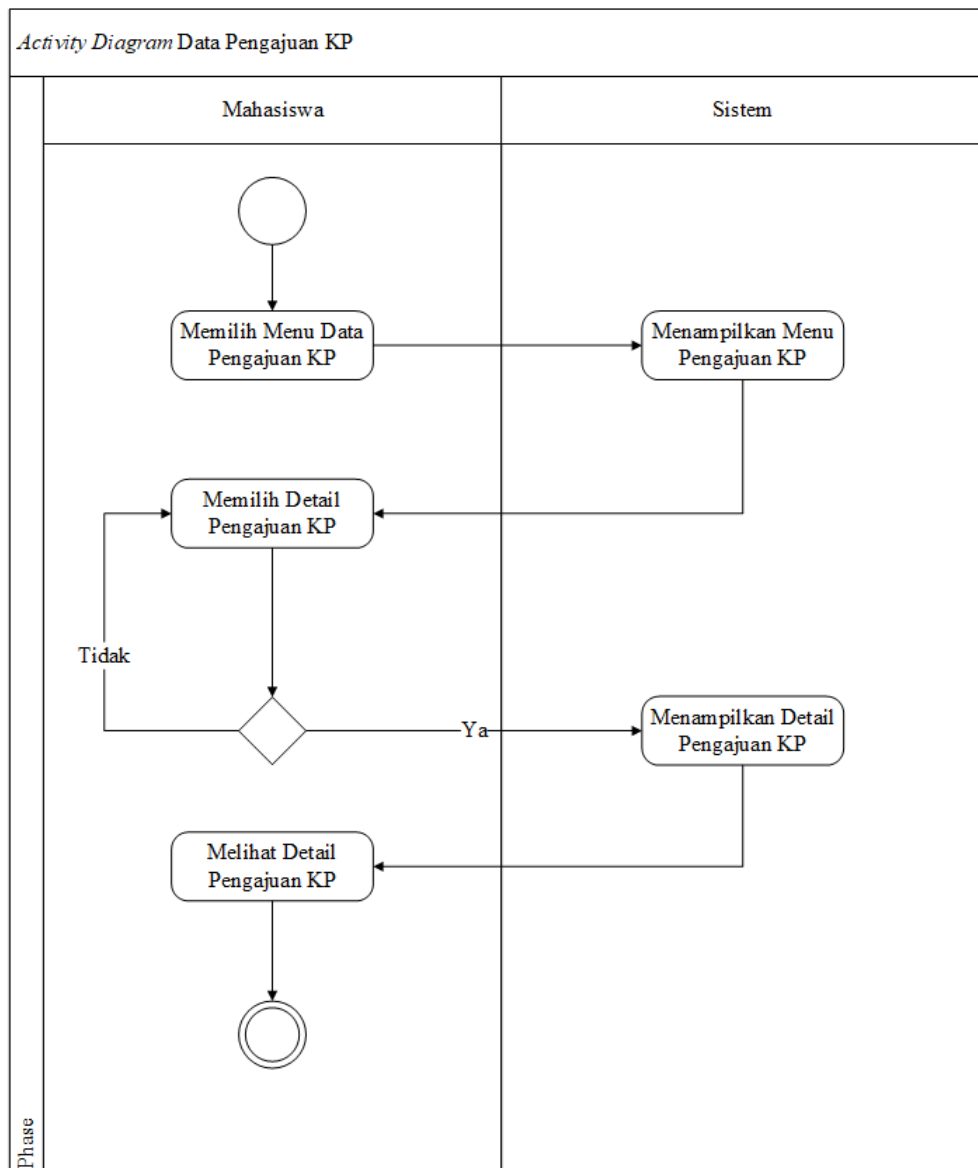 Activity Diagram Data Pengajuan KP
Mahasiswa
Sistem
Memilih Menu Data
Pengajuan KP
Menampilkan Menu
Pengajuan KP
Memilih Detail
Pengajuan KP
Tidak
Ya
Menampilkan Detail
Pengajuan KP
Melihat Detail
Pengajuan KP
Phase